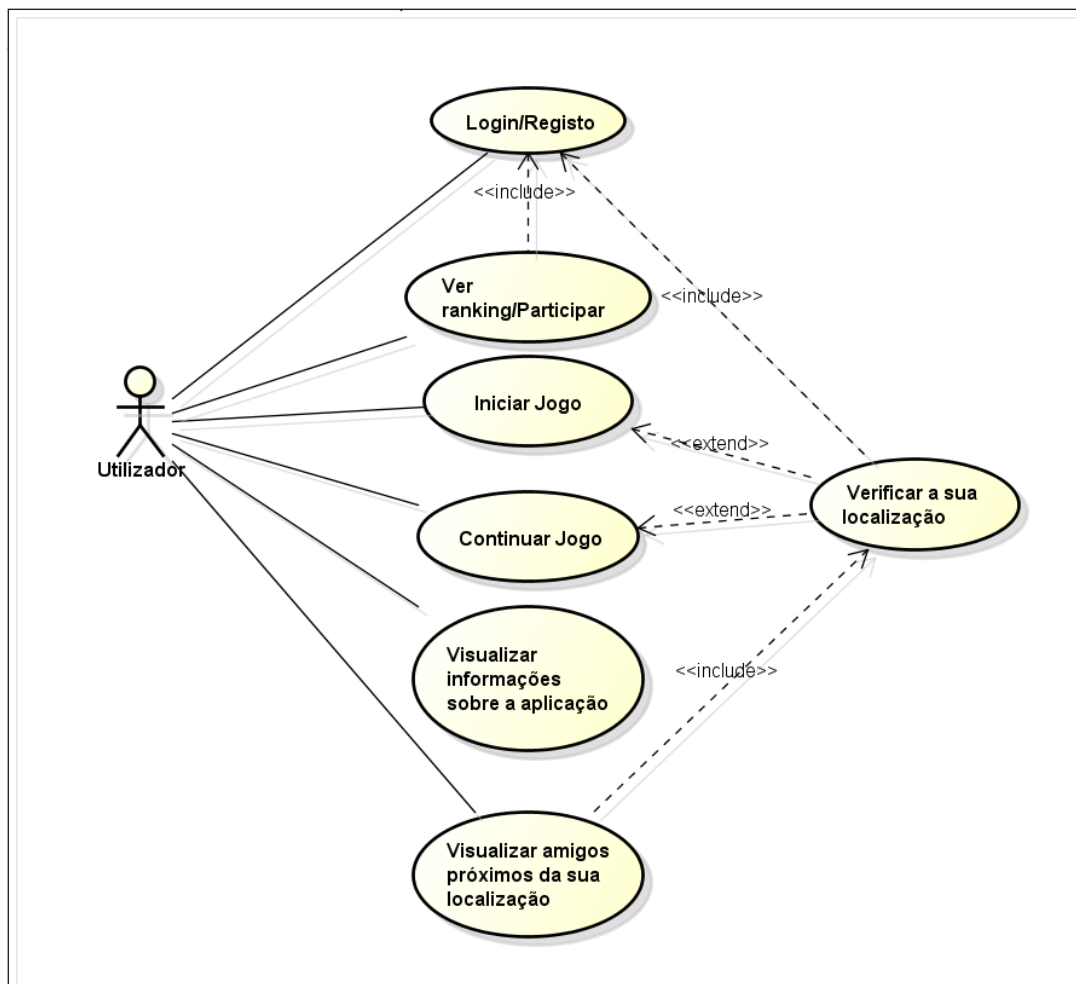 Login/Registo
<<include>>
Ver
ranking/Participar
<<include>>
Iniciar Jogo
<<extend>>
Utilizador
Verificar a sua
localização
<<extend>>
Continuar Jogo
Visualizar
informações
sobre a aplicação
<<include>>
Visualizar amigos
próximos da sua
localização